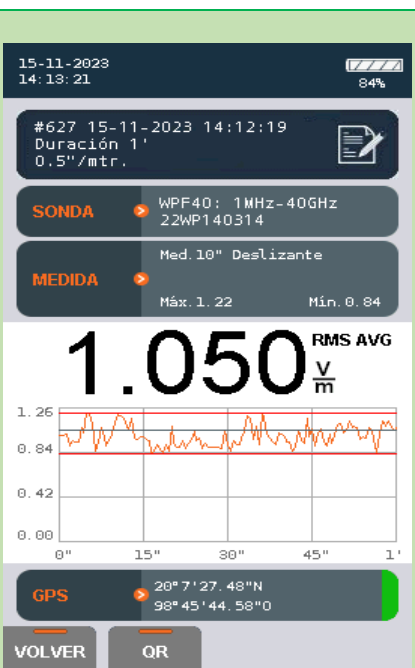 15-11-2023
14:13:21
84%
#627 15-11-2023 14:12:19
Duración 1'
0.5"/mtr.
SONDA
WPF40: 1MHz-40GHz
22WP140314
MEDIDA
Med.10" Deslizante
Máx.1.22 Mín.0.84
1.050 RMS AVG
V/m
1.26
0.84
0.42
0.00
0" 15" 30" 45" 1'
GPS
20°7'27.48"N
98°45'44.58"O
VOLVER QR